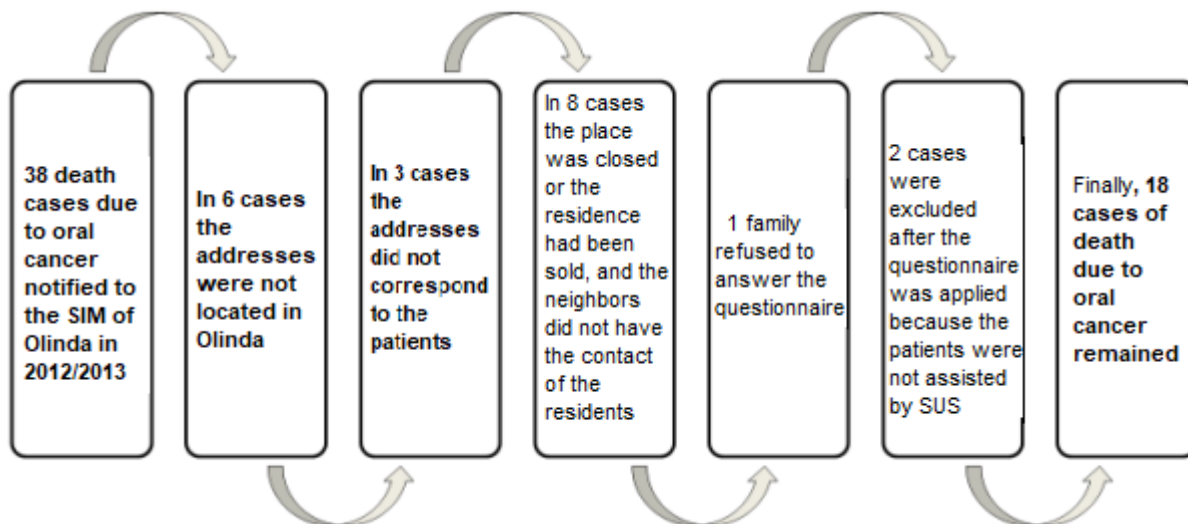 38 death
cases due
to oral
cancer
notified to
the SIM of
Olinda in
2012/2013
In 6 cases
the
addresses
were not
located in
Olinda
In 3 cases
the
addresses
did not
correspond
to the
patients
In 8 cases
the place
was closed
or the
residence
had been
sold, and the
neighbors
did not have
the contact
of the
residents
1 family
refused to
answer the
questionnaire
2 cases
were
excluded
after the
questionnaire
was applied
because the
patients were
not assisted
by SUS
Finally, 18
cases of
death
due to
oral
cancer
remained